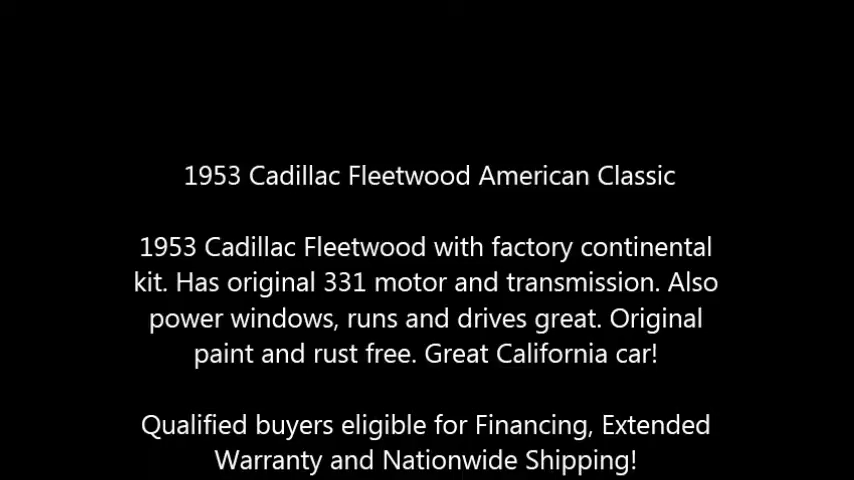 1953 Cadillac Fleetwood American Classic
1953 Cadillac Fleetwood with factory continental
kit. Has original 331 motor and transmission. Also
power windows, runs and drives great. Original
paint and rust free. Great California car!
Qualified buyers eligible for Financing, Extended
Warranty and Nationwide Shipping!